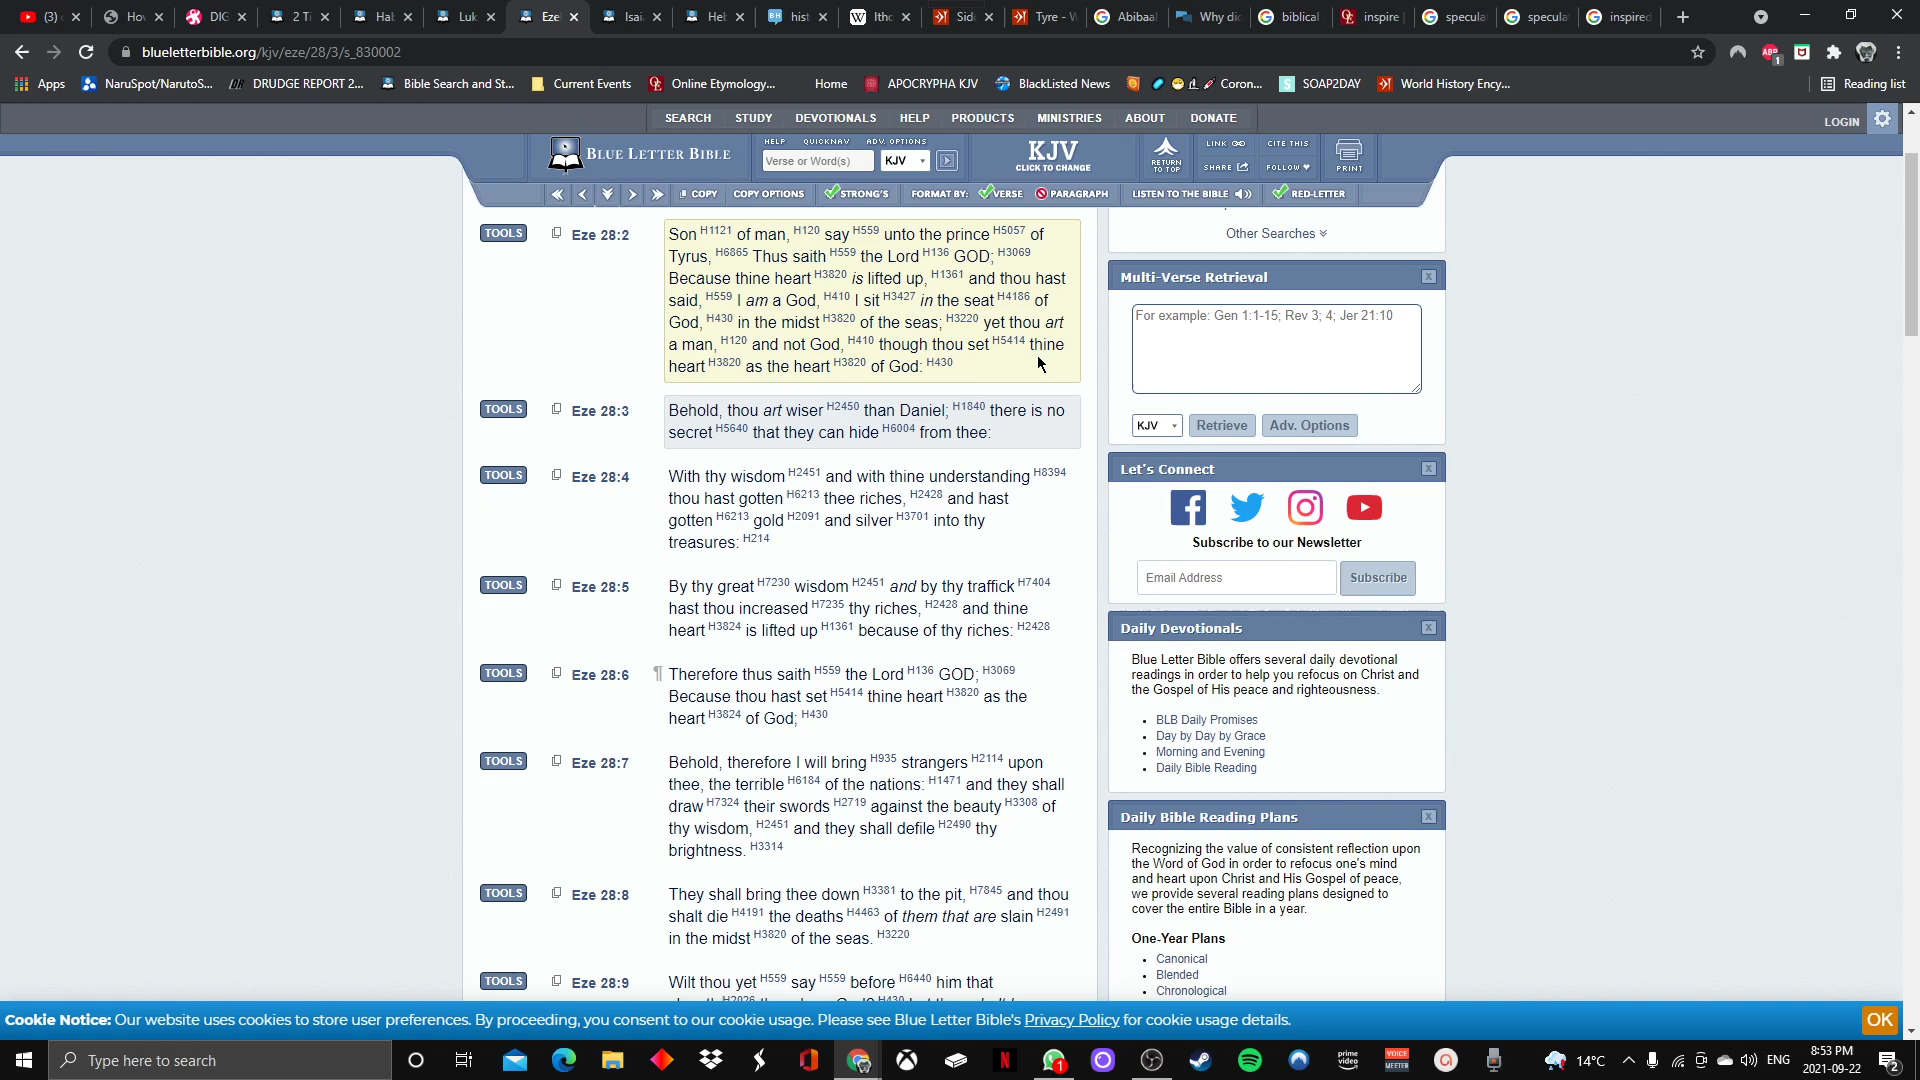 (3)
Hov
DIG
2 Ti
Hab
Luk
Eze
Isai
Heb
hist
Itho
Side
Tyre - W
Abibaal
Why did
biblical
inspire
specula
specula
inspired
blueletterbible.org/kjv/eze/28/3/s_830002
Apps
NaruSpot/NarutoS...
DRUDGE REPORT 2...
Bible Search and St...
Current Events
Online Etymology...
Home
APOCRYPHA KJV
BlackListed News
Coron...
SOAP2DAY
World History Ency...
Reading list
SEARCH STUDY DEVOTIONALS HELP PRODUCTS MINISTRIES ABOUT DONATE
LOGIN
BLUE LETTER BIBLE
HELP QUICKNAV ADV. OPTIONS
Verse or Word(s)
KJV
KJV
CLICK TO CHANGE
RETURN TO TOP
LINK
CITE THIS
SHARE
FOLLOW
PRINT
COPY COPY OPTIONS STRONG'S FORMAT BY: VERSE PARAGRAPH LISTEN TO THE BIBLE RED-LETTER
TOOLS Eze 28:2 Son H1121 of man, H120 say H559 unto the prince H5057 of
Tyrus, H6865 Thus saith H559 the Lord H136 GOD; H3069
Because thine heart H3820 is lifted up, H1361 and thou hast
said, H559 I am a God, H410 I sit H3427 in the seat H4186 of
God, H430 in the midst H3820 of the seas; H3220 yet thou art
a man, H120 and not God, H410 though thou set H5414 thine
heart H3820 as the heart H3820 of God: H430
TOOLS Eze 28:3 Behold, thou art wiser H2450 than Daniel; H1840 there is no
secret H5640 that they can hide H6004 from thee:
TOOLS Eze 28:4 With thy wisdom H2451 and with thine understanding H8394
thou hast gotten H6213 thee riches, H2428 and hast
gotten H6213 gold H2091 and silver H3701 into thy
treasures: H214
TOOLS Eze 28:5 By thy great H7230 wisdom H2451 and by thy traffick H7404
hast thou increased H7235 thy riches, H2428 and thine
heart H3824 is lifted up H1361 because of thy riches: H2428
TOOLS Eze 28:6 ¶ Therefore thus saith H559 the Lord H136 GOD; H3069
Because thou hast set H5414 thine heart H3820 as the
heart H3824 of God; H430
TOOLS Eze 28:7 Behold, therefore I will bring H935 strangers H2114 upon
thee, the terrible H6184 of the nations: H1471 and they shall
draw H7324 their swords H2719 against the beauty H3308 of
thy wisdom, H2451 and they shall defile H2490 thy
brightness. H3314
TOOLS Eze 28:8 They shall bring thee down H3381 to the pit, H7845 and thou
shalt die H4191 the deaths H4463 of them that are slain H2491
in the midst H3820 of the seas. H3220
TOOLS Eze 28:9 Wilt thou yet H559 say H559 before H6440 him that
Other Searches
Multi-Verse Retrieval
For example: Gen 1:1-15; Rev 3; 4; Jer 21:10
KJV Retrieve Adv. Options
Let's Connect
Subscribe to our Newsletter
Email Address Subscribe
Daily Devotionals
Blue Letter Bible offers several daily devotional
readings in order to help you refocus on Christ and
the Gospel of His peace and righteousness.
BLB Daily Promises
Day by Day by Grace
Morning and Evening
Daily Bible Reading
Daily Bible Reading Plans
Recognizing the value of consistent reflection upon
the Word of God in order to refocus one's mind
and heart upon Christ and His Gospel of peace,
we provide several reading plans designed to
cover the entire Bible in a year.
One-Year Plans
Canonical
Blended
Chronological
Cookie Notice: Our website uses cookies to store user preferences. By proceeding, you consent to our cookie usage. Please see Blue Letter Bible's Privacy Policy for cookie usage details.
OK
Type here to search
prime video
VOICE MEETER
14°C
ENG
8:53 PM
2021-09-22
2